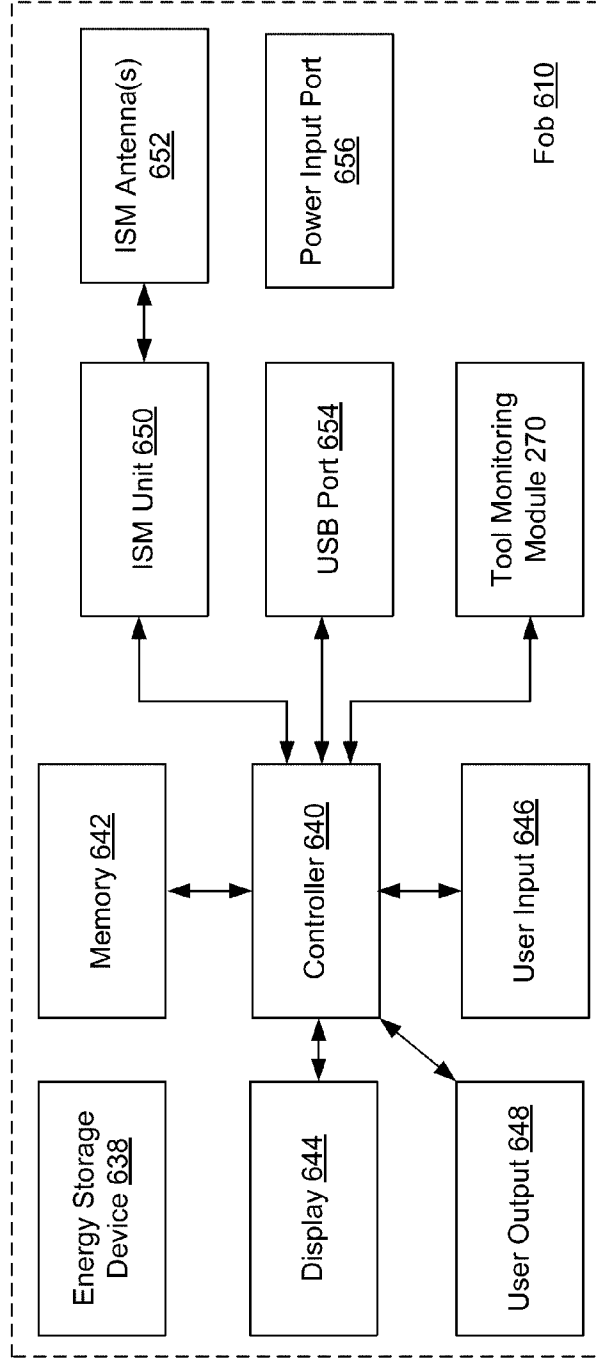 Energy Storage
Device 638
Memory 642
ISM Unit 650
ISM Antenna(s)
652
Display 644
Controller 640
USB Port 654
Power Input Port
656
User Output 648
User Input 646
Tool Monitoring
Module 270
Fob 610